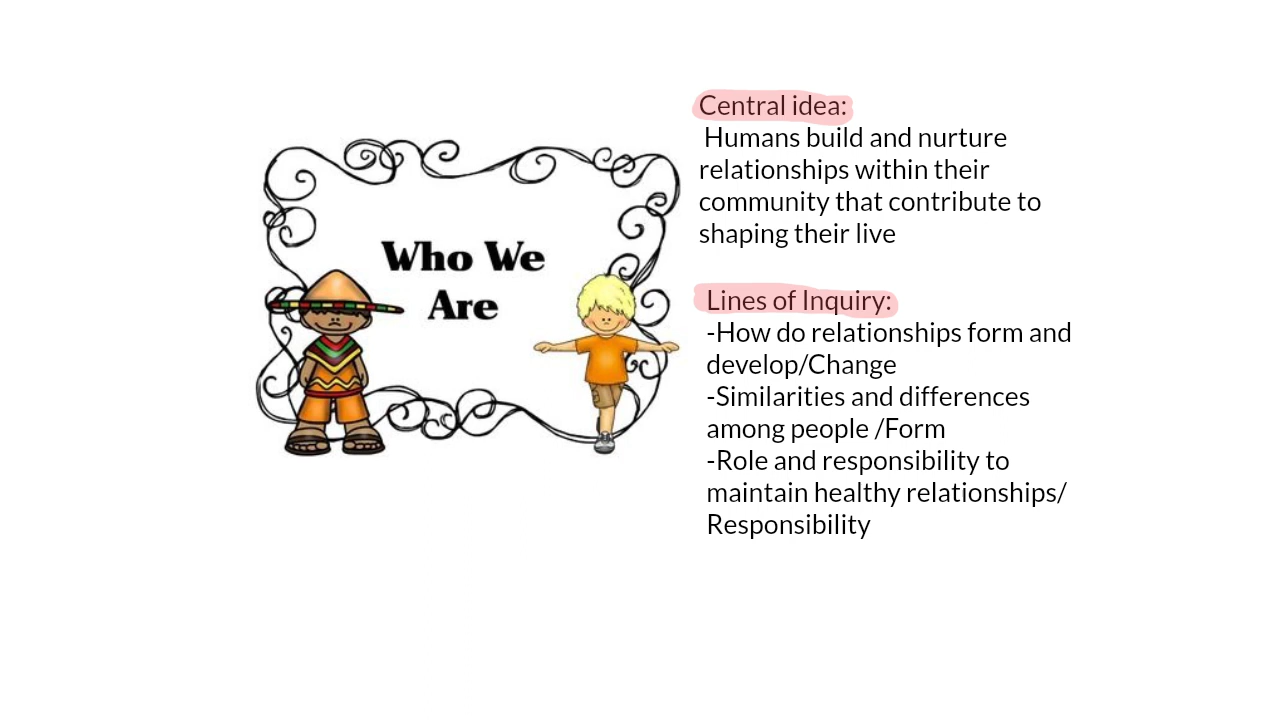 Who We
Are
Central idea:
Humans build and nurture
relationships within their
community that contribute to
shaping their live
Lines of Inquiry:
-How do relationships form and
develop/Change
-Similarities and differences
among people /Form
-Role and responsibility to
maintain healthy relationships/
Responsibility